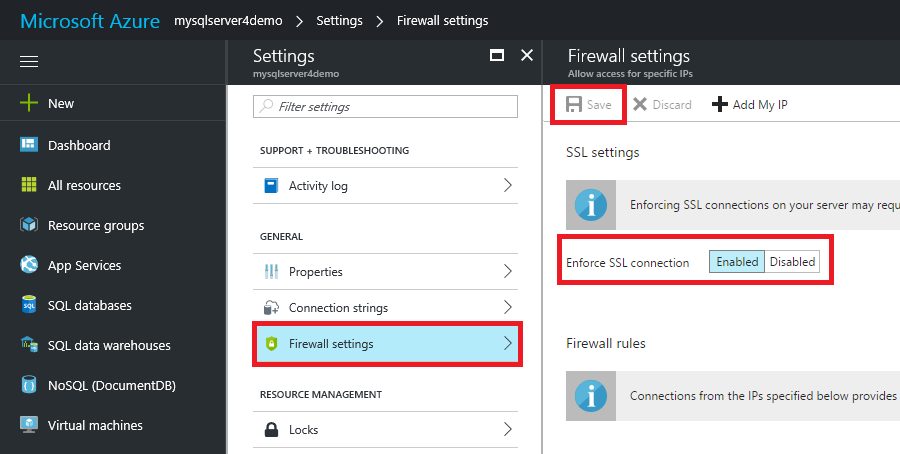 Microsoft Azure mysqlserver4demo > Settings > Firewall settings
New
Dashboard
All resources
Resource groups
App Services
SQL databases
SQL data warehouses
NoSQL (DocumentDB)
Virtual machines
Settings
mysqlserver4demo
Filter settings
SUPPORT + TROUBLESHOOTING
Activity log
GENERAL
Properties
Connection strings
Firewall settings
RESOURCE MANAGEMENT
Locks
Firewall settings
Allow access for specific IPs
Save Discard Add My IP
SSL settings
Enforcing SSL connections on your server may requ
Enforce SSL connection Enabled Disabled
Firewall rules
Connections from the IPs specified below provides